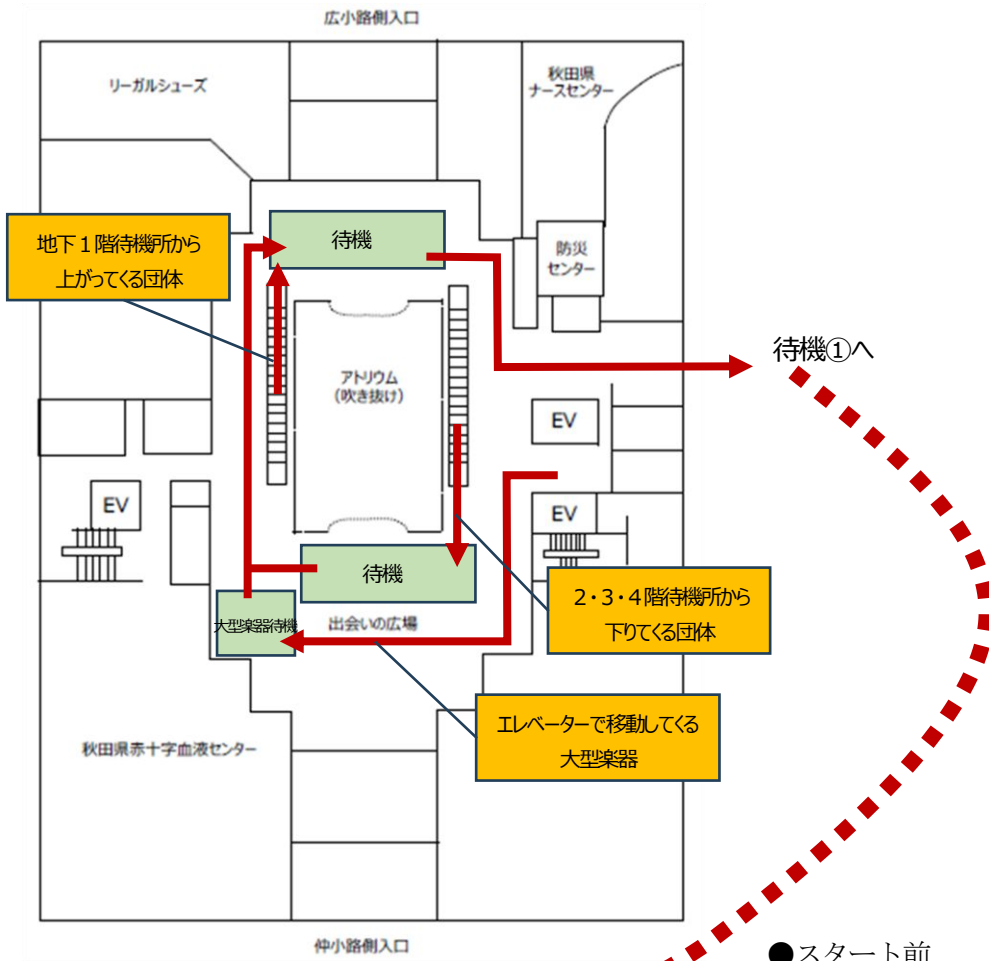 広小路側入口
リーガルシューズ
秋田県
ナースセンター
地下１階待機所から
上がってくる団体
待機
防災
センター
待機①へ
アトリウム
(吹き抜け)
EV
EV
EV
待機
２・３・４階待機所から
下りてくる団体
大型楽器待機
出会いの広場
エレベーターで移動してくる
大型楽器
秋田県赤十字血液センター
仲小路側入口
●スタート前